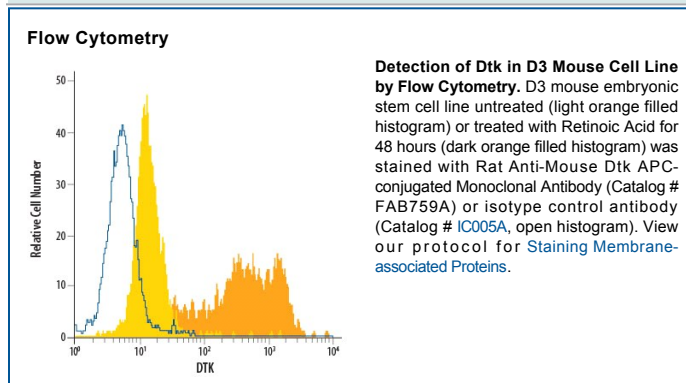 Flow Cytometry
Relative Cell Number
50
40
30
20
10
0
10⁰
10¹
10²
10³
10⁴
DTK
Detection of Dtk in D3 Mouse Cell Line
by Flow Cytometry. D3 mouse embryonic
stem cell line untreated (light orange filled
histogram) or treated with Retinoic Acid for
48 hours (dark orange filled histogram) was
stained with Rat Anti-Mouse Dtk APC-
conjugated Monoclonal Antibody (Catalog #
FAB759A) or isotype control antibody
(Catalog # IC005A, open histogram). View
our protocol for Staining Membrane-
associated Proteins.